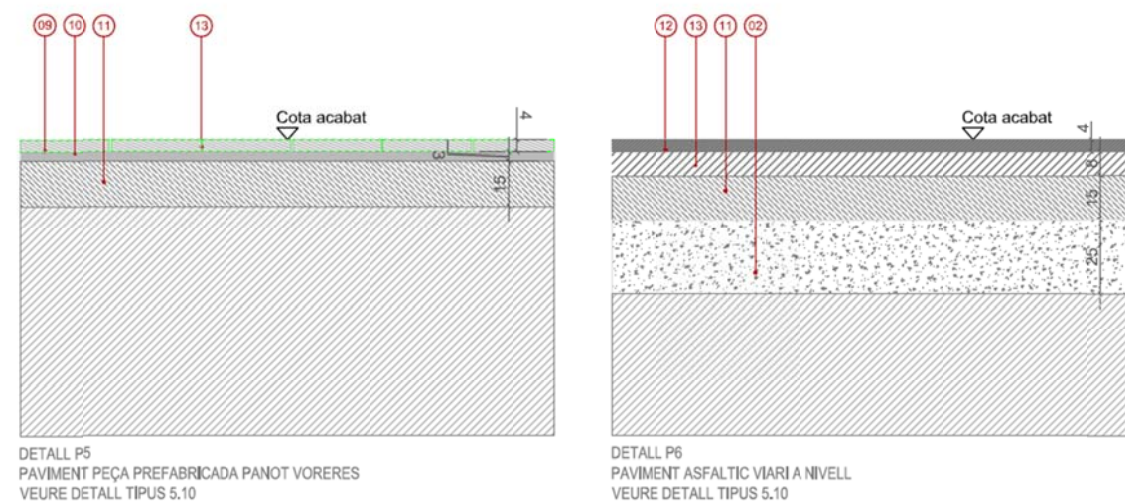 09 10 11 13
Cota acabat
4
3
15
DETALL P5
PAVIMENT PEÇA PREFABRICADA PANOT VORERES
VEURE DETALL TIPUS 5.10
12 13 11 02
Cota acabat
4
8
15
25
DETALL P6
PAVIMENT ASFALTIC VIARI A NIVELL
VEURE DETALL TIPUS 5.10